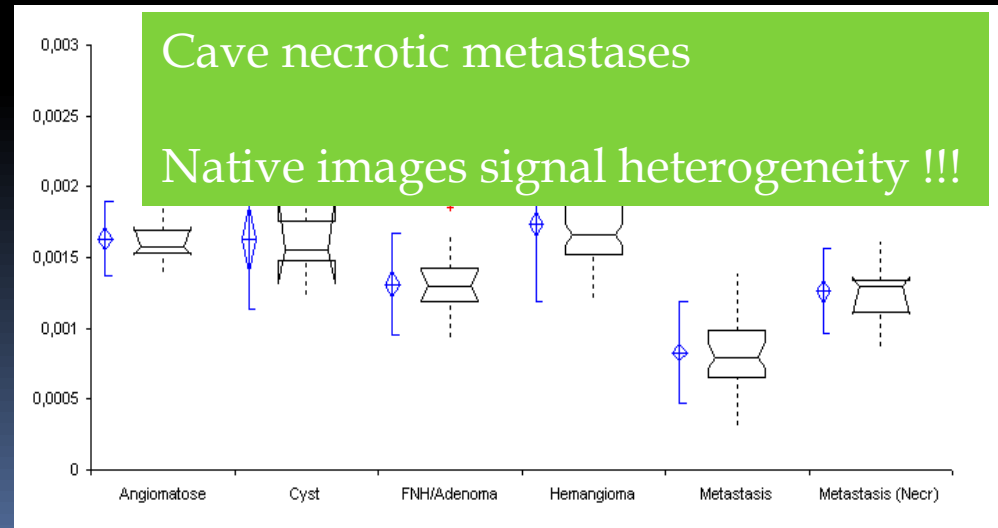 Cave necrotic metastases
Native images signal heterogeneity !!!
0,003
0,0025
0,002
0,0015
0,001
0,0005
0
Angiomatose Cyst FNH/Adenoma Hemangioma Metastasis Metastasis (Necr)